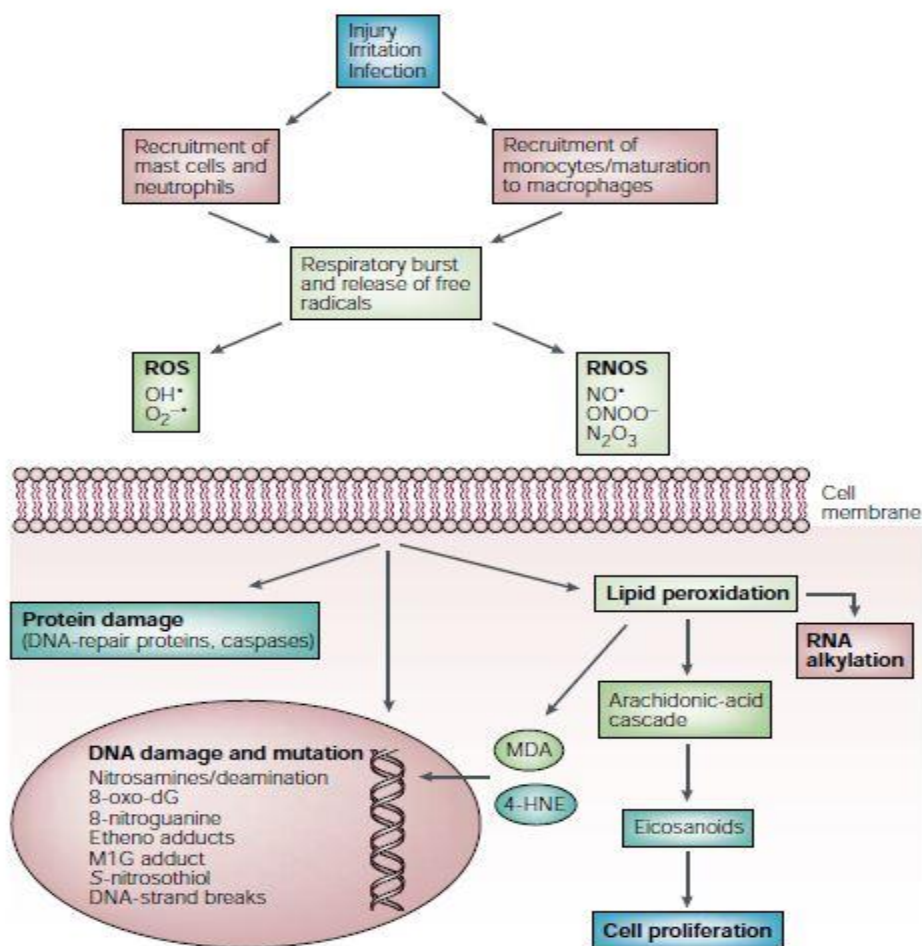 Injury
Irritation
Infection
Recruitment of
mast cells and
neutrophils
Recruitment of
monocytes/maturation
to macrophages
Respiratory burst
and release of free
radicals
ROS
OH•
O₂⁻•
RNOS
NO•
ONOO⁻
N₂O₃
Cell
membrane
Protein damage
(DNA-repair proteins, caspases)
Lipid peroxidation
RNA
alkylation
Arachidonic-acid
cascade
DNA damage and mutation
Nitrosamines/deamination
8-oxo-dG
8-nitroguanine
Etheno adducts
M1G adduct
S-nitrosothiol
DNA-strand breaks
MDA
4-HNE
Eicosanoids
Cell proliferation